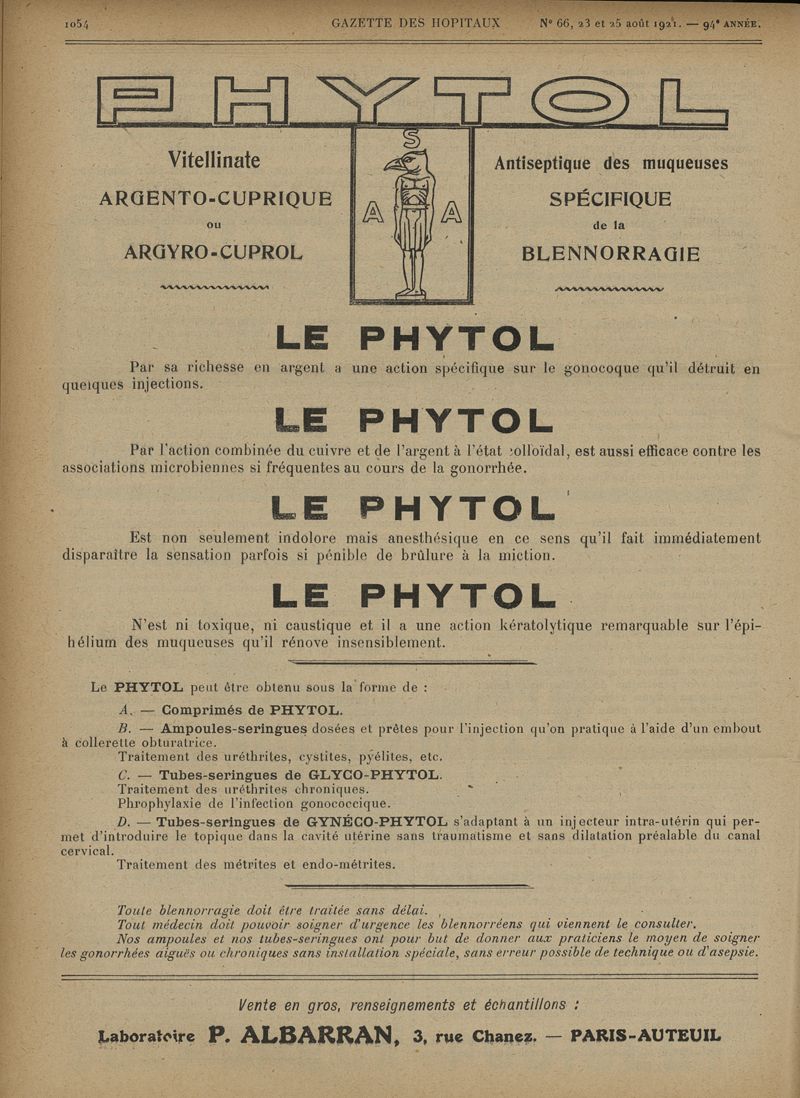 1054
GAZETTE DES HOPITAUX
N° 66, 23 et 25 août 1921. — 94e ANNÉE.
PHYTOL
S
A A
Vitellinate
ARGENTO-CUPRIQUE
ou
ARGYRO-CUPROL
Antiseptique des muqueuses
SPÉCIFIQUE
de la
BLENNORRAGIE
LE PHYTOL
Par sa richesse en argent a une action spécifique sur le gonocoque qu'il détruit en
quelques injections.
LE PHYTOL
Par l'action combinée du cuivre et de l'argent à l'état colloïdal, est aussi efficace contre les
associations microbiennes si fréquentes au cours de la gonorrhée.
LE PHYTOL
Est non seulement indolore mais anesthésique en ce sens qu'il fait immédiatement
disparaître la sensation parfois si pénible de brûlure à la miction.
LE PHYTOL
N'est ni toxique, ni caustique et il a une action kératolytique remarquable sur l'épi-
hélium des muqueuses qu'il rénove insensiblement.
Le PHYTOL peut être obtenu sous la forme de :
A. — Comprimés de PHYTOL.
B. — Ampoules-seringues dosées et prêtes pour l'injection qu'on pratique à l'aide d'un embout
à collerette obturatrice.
Traitement des uréthrites, cystites, pyélites, etc.
C. — Tubes-seringues de GLYCO-PHYTOL.
Traitement des uréthrites chroniques.
Phrophylaxie de l'infection gonococcique.
D. — Tubes-seringues de GYNÉCO-PHYTOL s'adaptant à un injecteur intra-utérin qui per-
met d'introduire le topique dans la cavité utérine sans traumatisme et sans dilatation préalable du canal
cervical.
Traitement des métrites et endo-métrites.
Toute blennorragie doit être traitée sans délai.
Tout médecin doit pouvoir soigner d'urgence les blennorréens qui viennent le consulter.
Nos ampoules et nos tubes-seringues ont pour but de donner aux praticiens le moyen de soigner
les gonorrhées aiguës ou chroniques sans installation spéciale, sans erreur possible de technique ou d'asepsie.
Vente en gros, renseignements et échantillons :
Laboratoire P. ALBARRAN, 3, rue Chanez. — PARIS-AUTEUIL